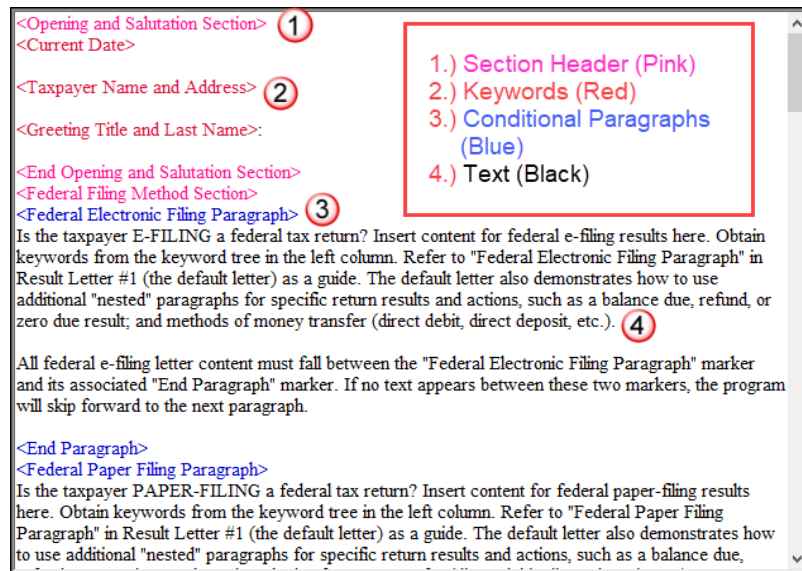 <Opening and Salutation Section> 1
<Current Date>
<Taxpayer Name and Address> 2
<Greeting Title and Last Name>:
<End Opening and Salutation Section>
<Federal Filing Method Section>
<Federal Electronic Filing Paragraph> 3
Is the taxpayer E-FILING a federal tax return? Insert content for federal e-filing results here. Obtain
keywords from the keyword tree in the left column. Refer to "Federal Electronic Filing Paragraph" in
Result Letter #1 (the default letter) as a guide. The default letter also demonstrates how to use
additional "nested" paragraphs for specific return results and actions, such as a balance due, refund, or
zero due result; and methods of money transfer (direct debit, direct deposit, etc.). 4
All federal e-filing letter content must fall between the "Federal Electronic Filing Paragraph" marker
and its associated "End Paragraph" marker. If no text appears between these two markers, the program
will skip forward to the next paragraph.
<End Paragraph>
<Federal Paper Filing Paragraph>
Is the taxpayer PAPER-FILING a federal tax return? Insert content for federal paper-filing results
here. Obtain keywords from the keyword tree in the left column. Refer to "Federal Paper Filing
Paragraph" in Result Letter #1 (the default letter) as a guide. The default letter also demonstrates how
to use additional "nested" paragraphs for specific return results and actions, such as a balance due,
1.) Section Header (Pink)
2.) Keywords (Red)
3.) Conditional Paragraphs
(Blue)
4.) Text (Black)